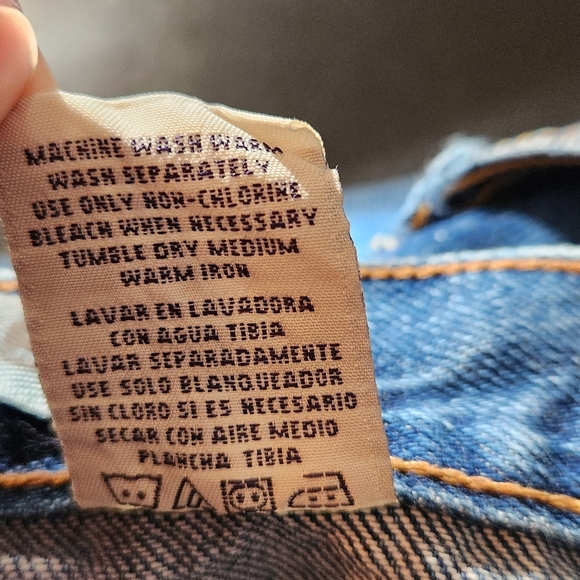 MACHINE WASH WARM
WASH SEPARATELY
USE ONLY NON-CHLORINE
BLEACH WHEN NECESSARY
TUMBLE DRY MEDIUM
WARM IRON
LAVAR EN LAVADORA
CON AGUA TIBIA
LAVAR SEPARADAMENTE
USE SOLO BLANQUEADOR
SIN CLORO SI ES NECESARIO
SECAR CON AIRE MEDIO
PLANCHA TIBIA